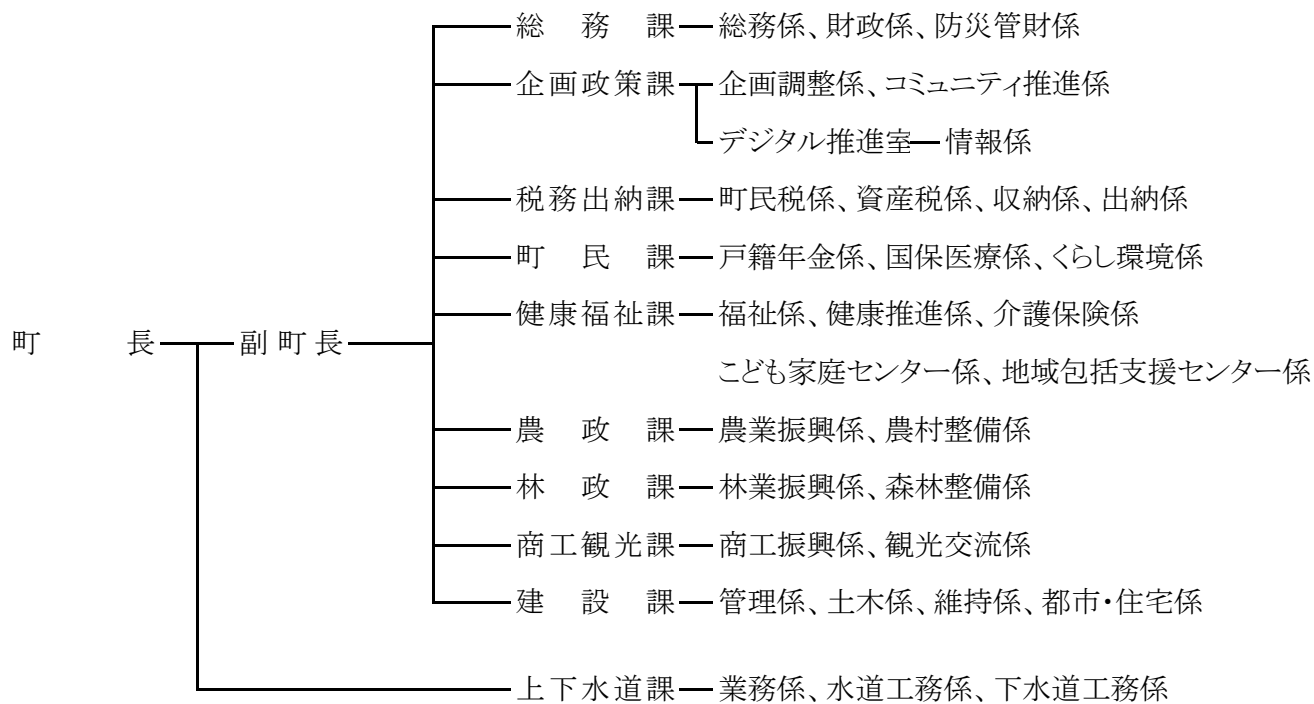 総務課 総務係、財政係、防災管財係
企画政策課 企画調整係、コミュニティ推進係
デジタル推進室 情報係
税務出納課 町民税係、資産税係、収納係、出納係
町民課 戸籍年金係、国保医療係、くらし環境係
健康福祉課 福祉係、健康推進係、介護保険係
町長 副町長
こども家庭センター係、地域包括支援センター係
農政課 農業振興係、農村整備係
林政課 林業振興係、森林整備係
商工観光課 商工振興係、観光交流係
建設課 管理係、土木係、維持係、都市・住宅係
上下水道課 業務係、水道工務係、下水道工務係